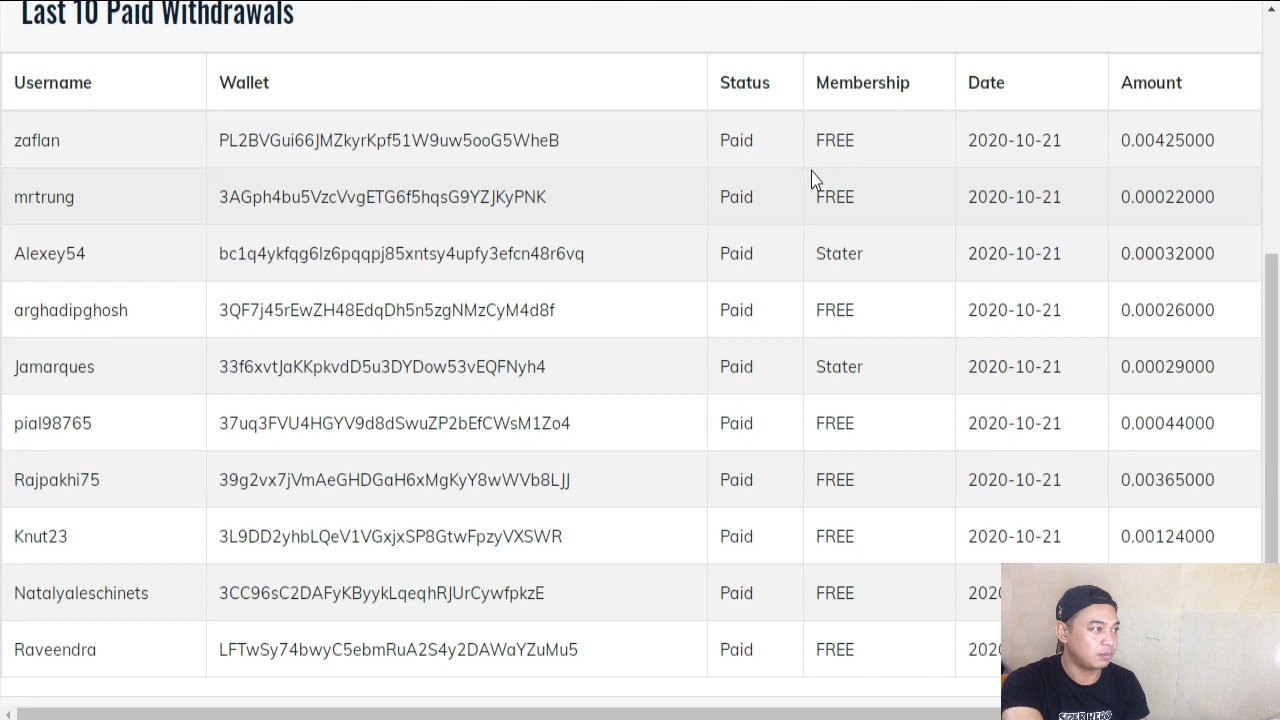 Last 10 Paid Withdrawals
Username Wallet Status Membership Date Amount
zaflan PL2BVGui66JMZkyrKpf51W9uw5ooG5WheB Paid FREE 2020-10-21 0.00425000
mrtrung 3AGph4bu5VzcVvgETG6f5hqsG9YZJKyPNK Paid FREE 2020-10-21 0.00022000
Alexey54 bc1q4ykfqg6lz6pqqpj85xntsy4upfy3efcn48r6vq Paid Stater 2020-10-21 0.00032000
arghadipghosh 3QF7j45rEwZH48EdqDh5n5zgNMzCyM4d8f Paid FREE 2020-10-21 0.00026000
Jamarques 33f6xvtJaKKpkvdD5u3DYDow53vEQFNyh4 Paid Stater 2020-10-21 0.00029000
pial98765 37uq3FVU4HGYV9d8dSwuZP2bEfCWsM1Zo4 Paid FREE 2020-10-21 0.00044000
Rajpakhi75 39g2vx7jVmAeGHDGaH6xMgKyY8wWVb8LJJ Paid FREE 2020-10-21 0.00365000
Knut23 3L9DD2yhbLQeV1VGxjxSP8GtwFpzyVXSWR Paid FREE 2020-10-21 0.00124000
Natalyaleschinets 3CC96sC2DAFyKByykLqeqhRJUrCywfpkzE Paid FREE 202
Raveendra LFTwSy74bwyC5ebmRuA2S4y2DAWaYZuMu5 Paid FREE 202